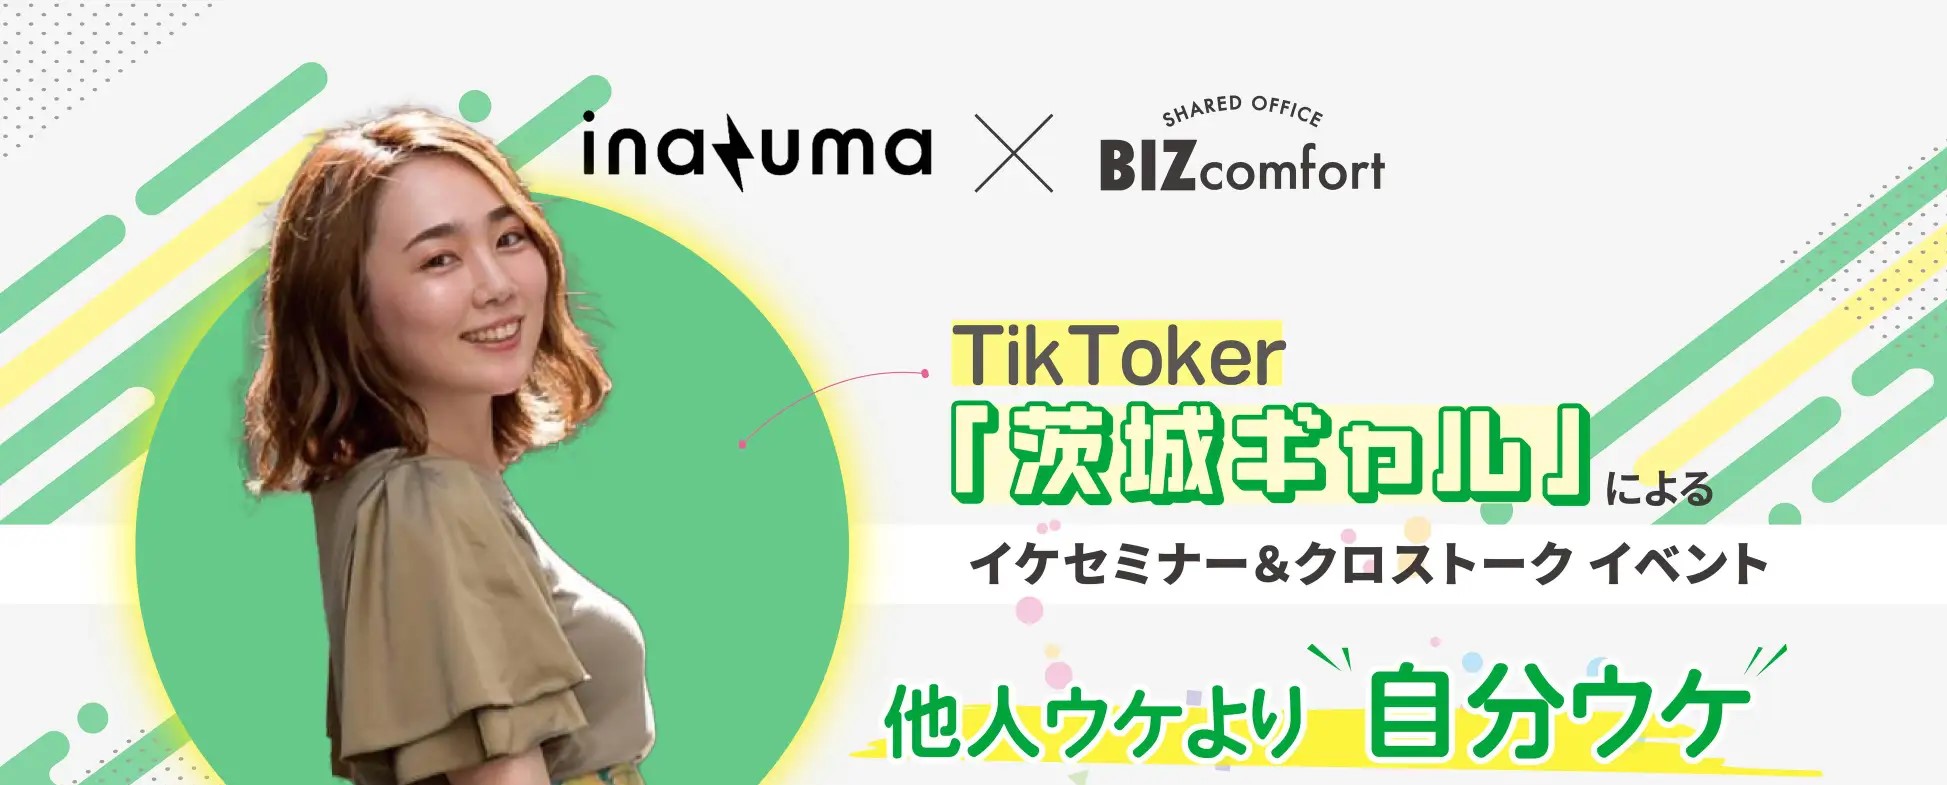 inazuma × SHARED OFFICE BIZcomfort
TikToker
「茨城ギャル」による
イケセミナー&クロストーク イベント
他人ウケより 自分ウケ